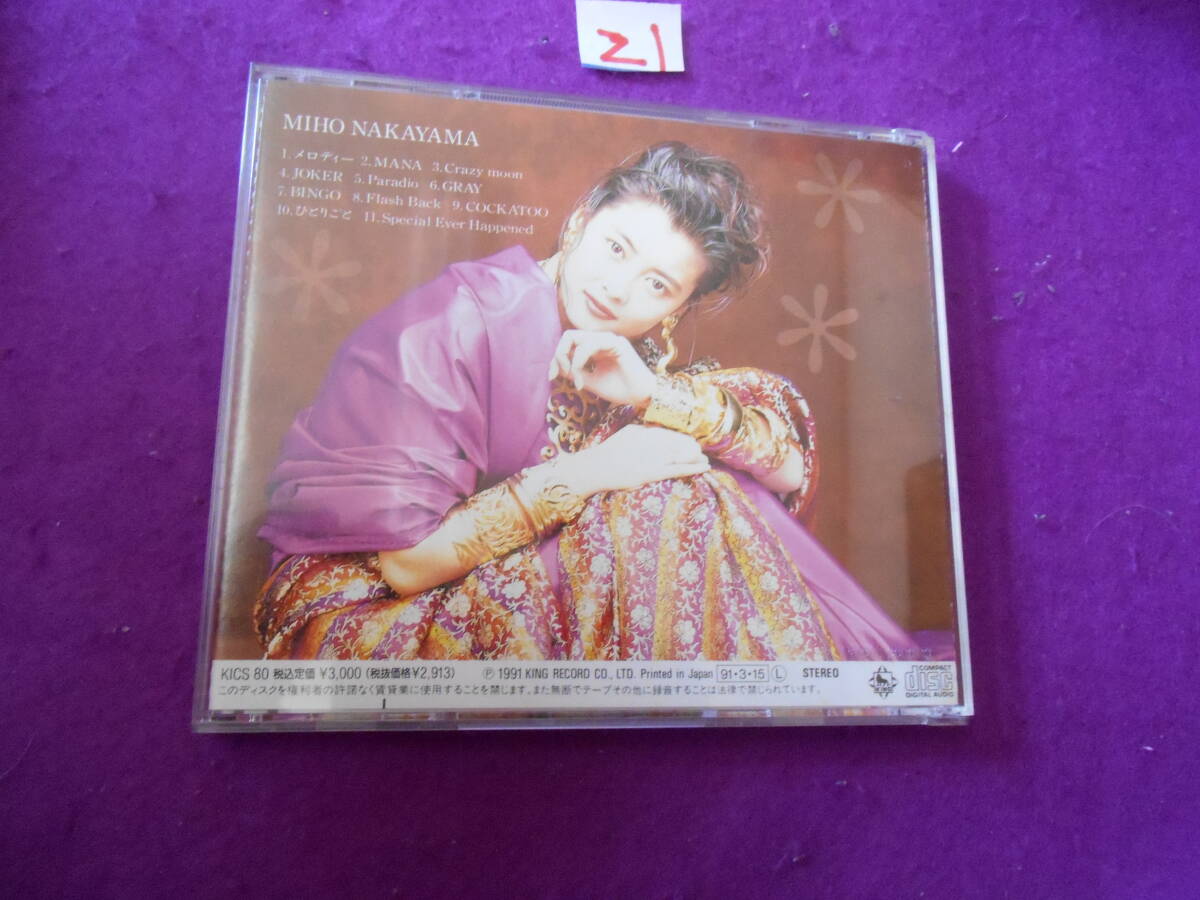 21
MIHO NAKAYAMA
1.メロディー 2.MANA 3.Crazy moon
4.JOKER 5.Paradio 6.GRAY
7.BINGO 8.Flash Back 9.COCKATOO
10.ひとりごと 11.Special Ever Happened
KICS 80 税込定価 ¥3,000 (税抜価格¥2,913) Ⓟ 1991 KING RECORD CO., LTD. Printed in Japan 91・3・15 Ⓛ STEREO
このディスクを権利者の許諾なく賃貸業に使用することを禁じます。また無断でテープその他に録音することは法律で禁じられています。
COMPACT
disc
DIGITAL AUDIO